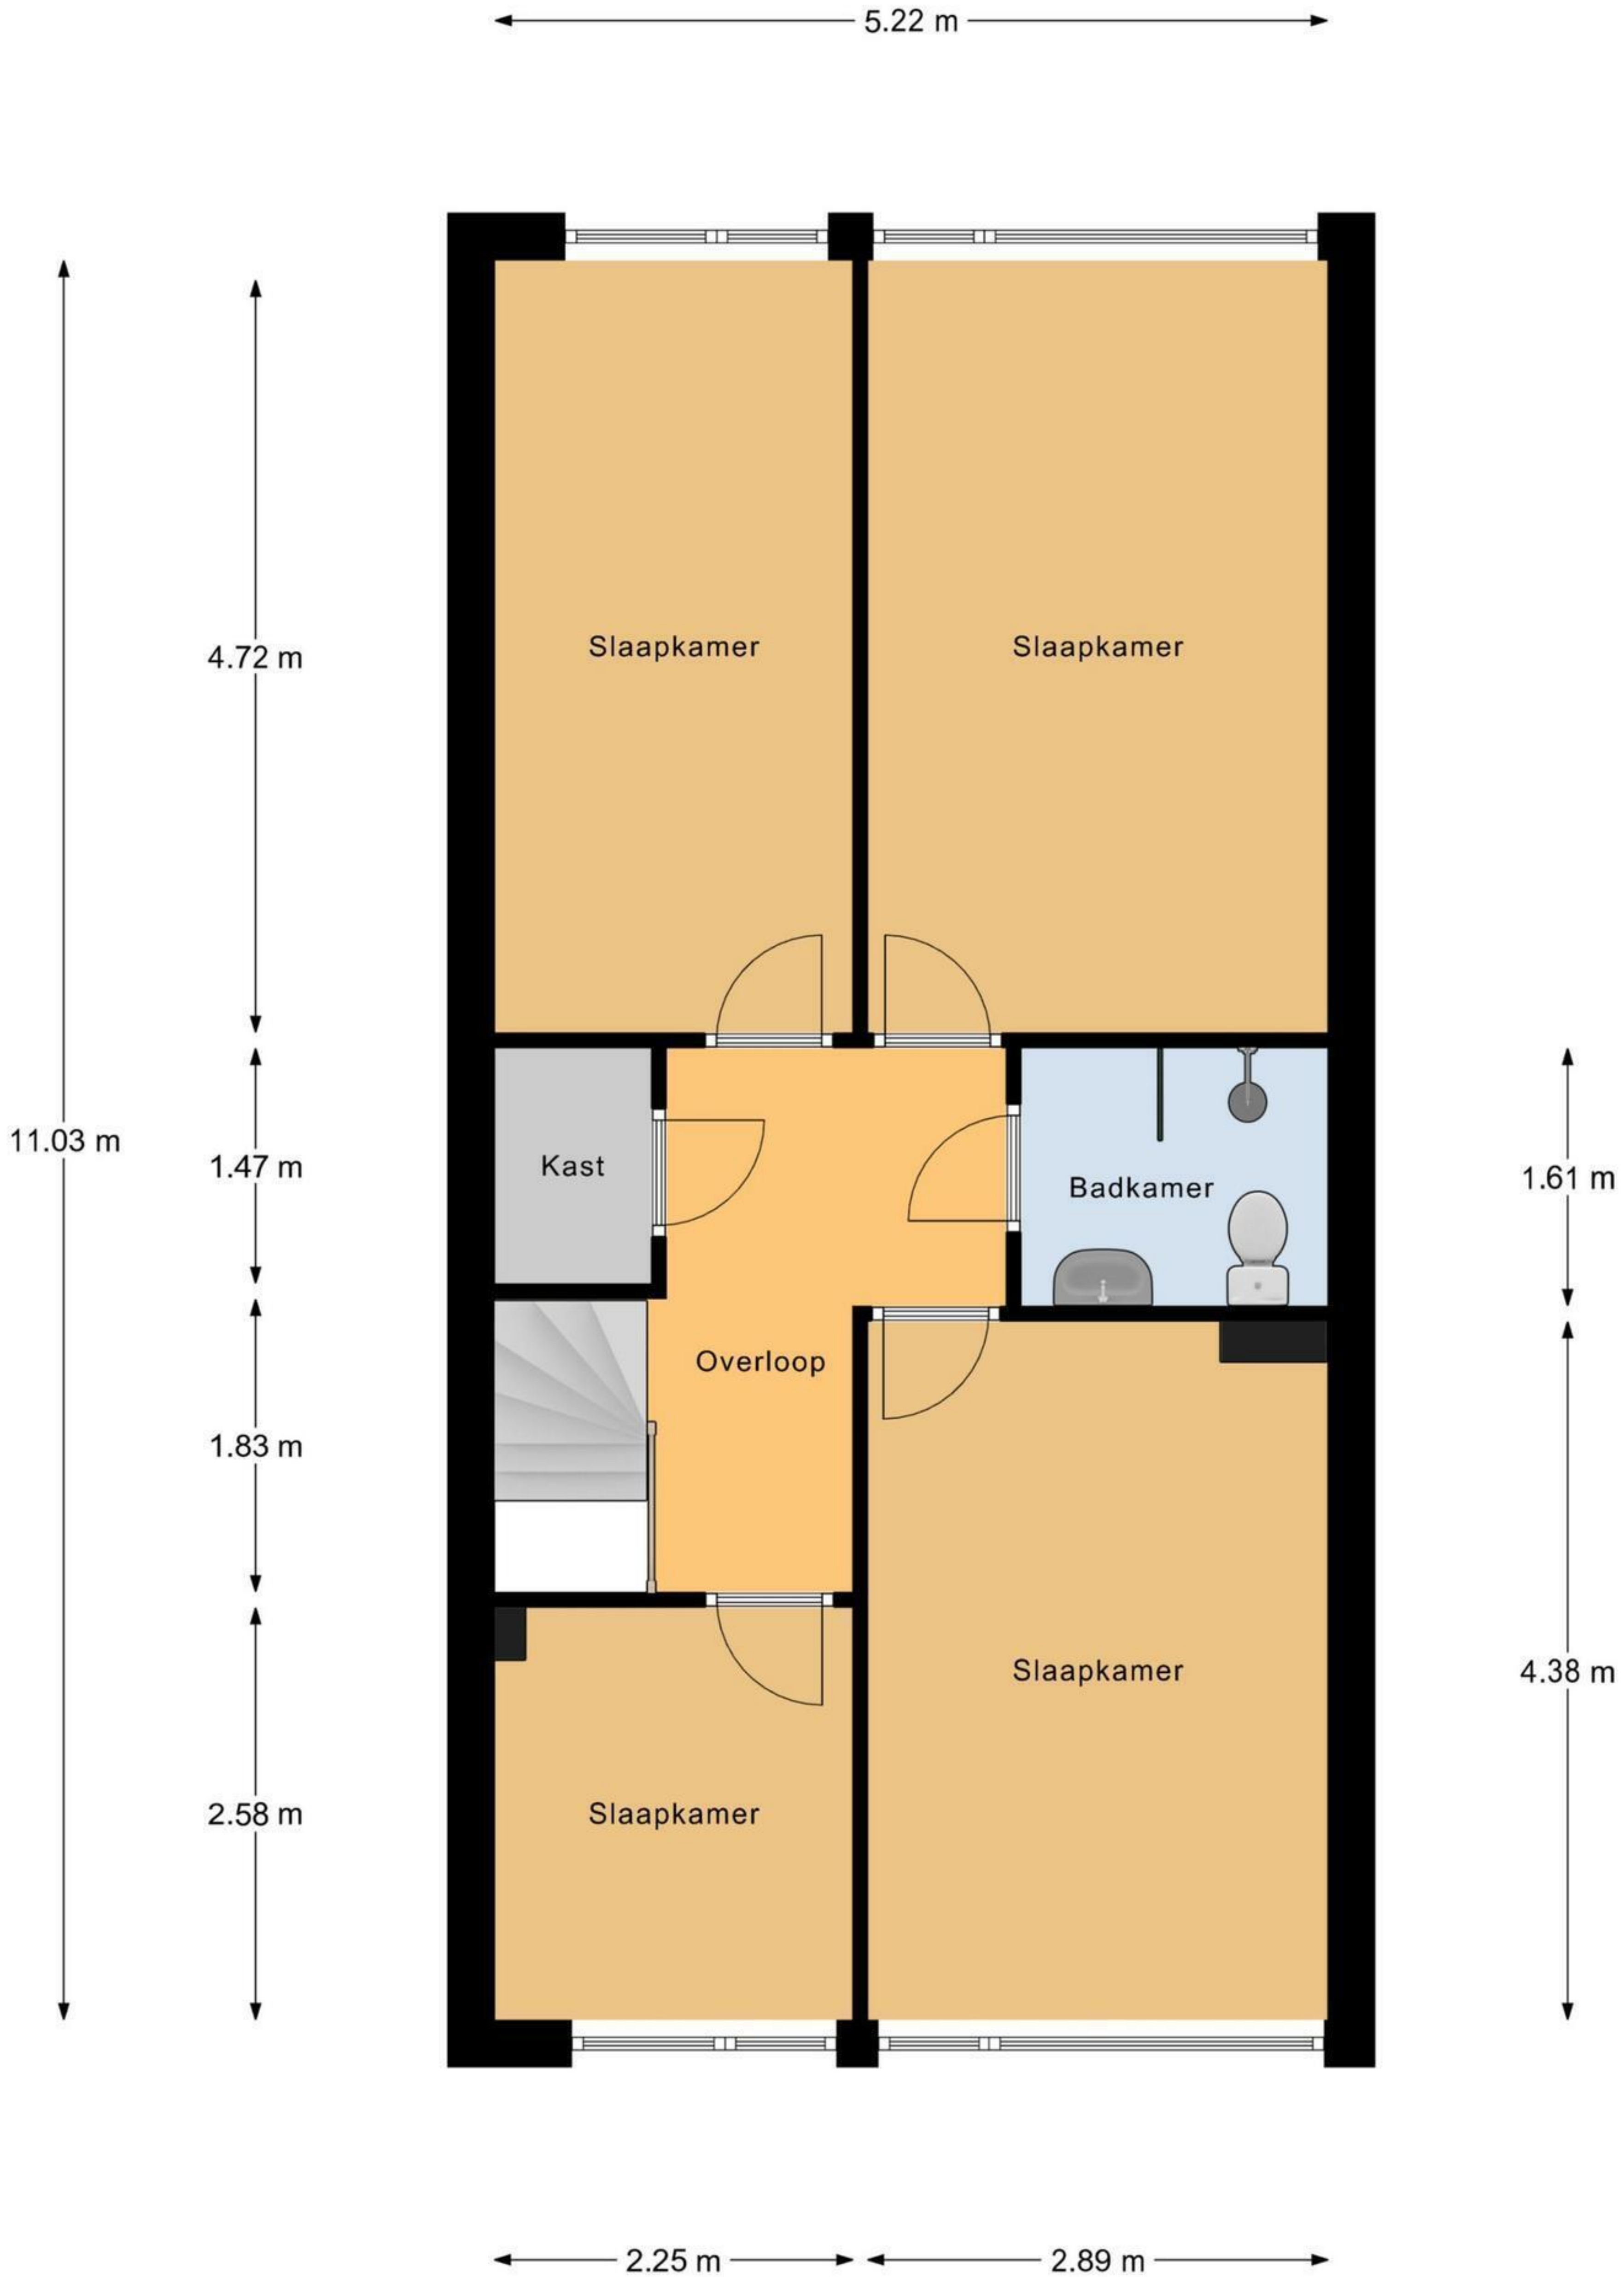 5.22 m
Slaapkamer
Slaapkamer
4.72 m
11.03 m
1.47 m
Kast
Badkamer
1.61 m
Overloop
1.83 m
Slaapkamer
4.38 m
2.58 m
Slaapkamer
2.25 m
2.89 m